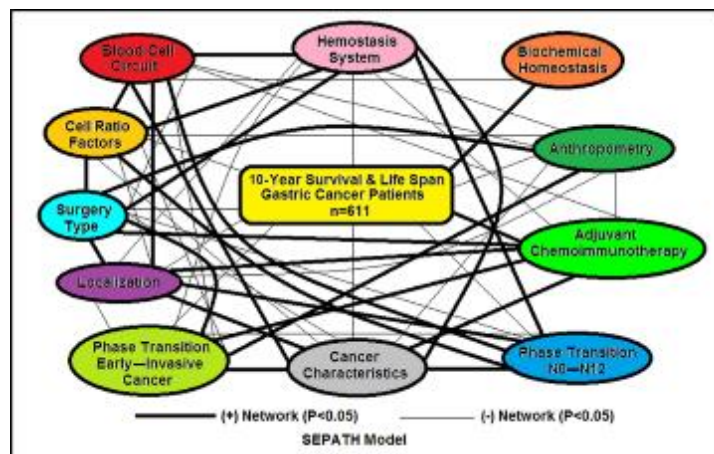 Hemostasis
System
Blood Cell
Circuit
Biochemical
Homeostasis
Cell Ratio
Factors
Anthropometry
10-Year Survival & Life Span
Gastric Cancer Patients
n=611
Surgery
Type
Adjuvant
Chemoimmunotherapy
Localization
Phase Transition
Early—Invasive
Cancer
Cancer
Characteristics
Phase Transition
N0—N12
(+) Network (P<0.05)
(-) Network (P<0.05)
SEPATH Model